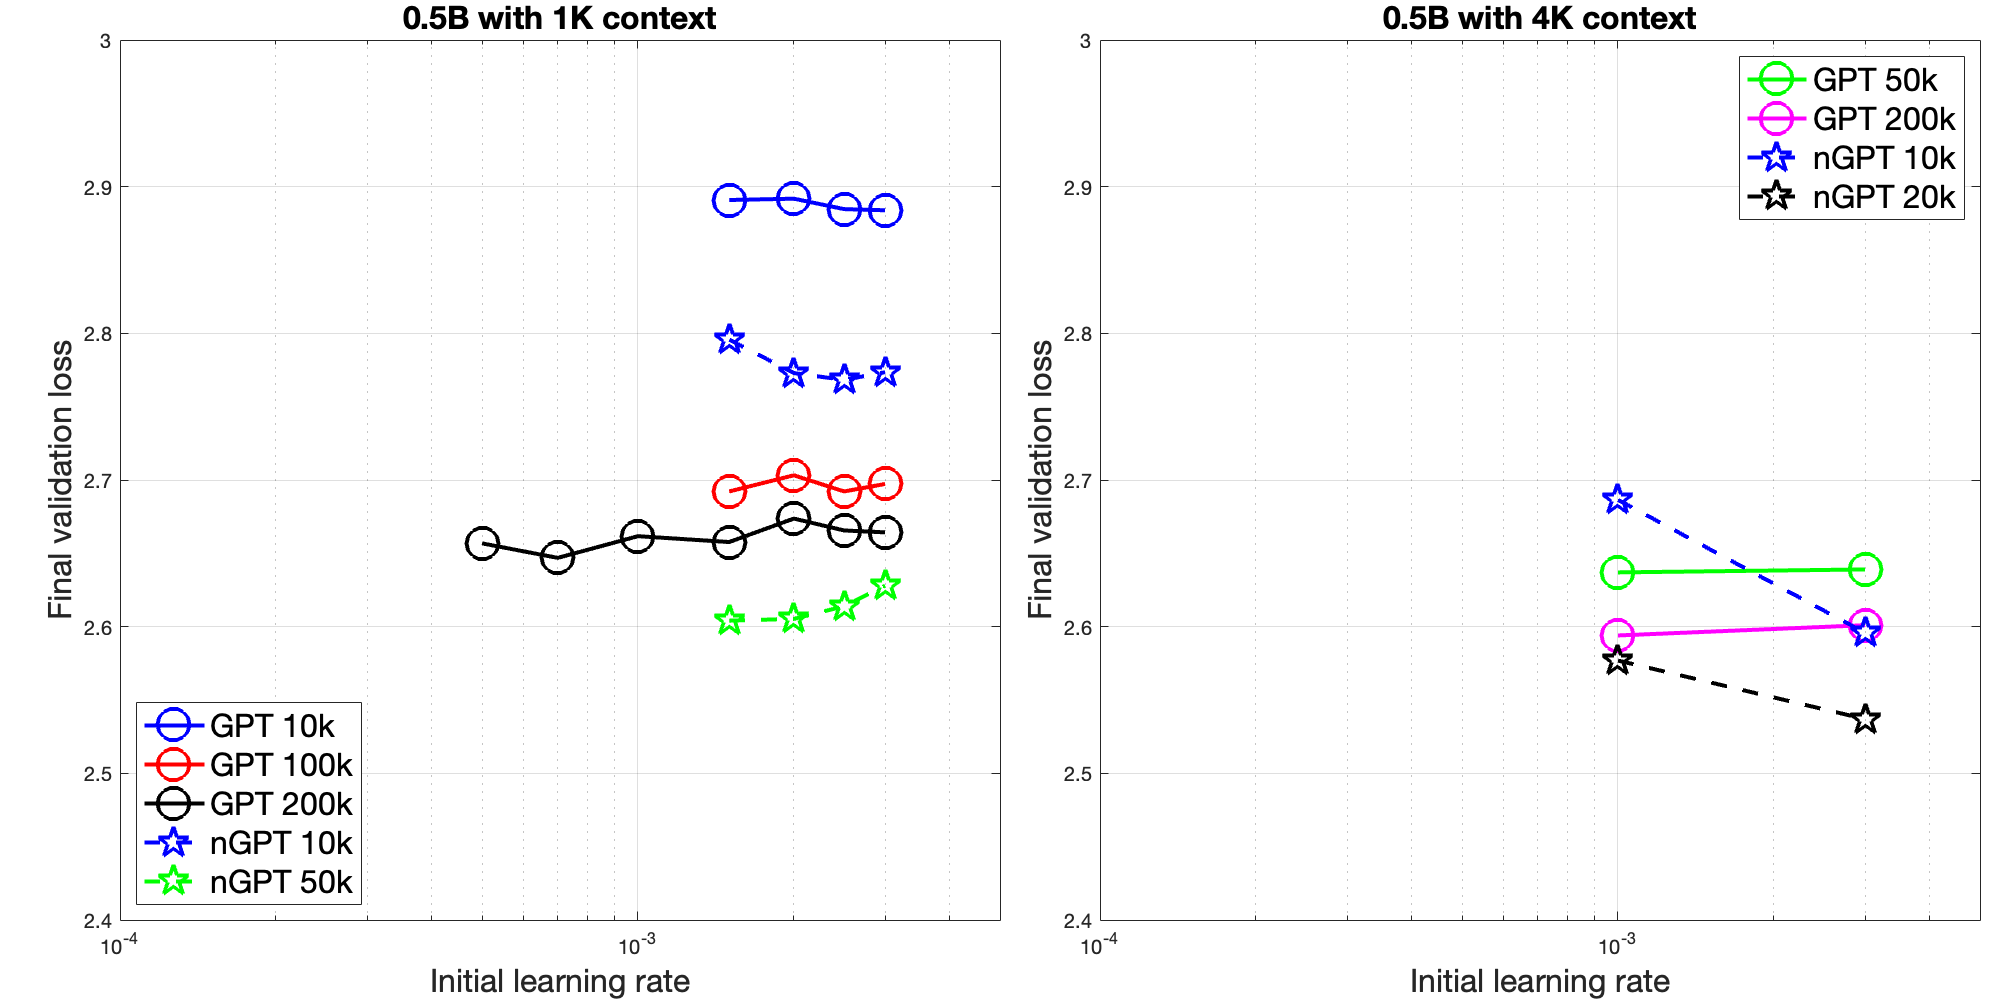 0.5B with 1K context
3
2.9
2.8
2.7
2.6
2.5
2.4
Final validation loss
GPT 10k
GPT 100k
GPT 200k
nGPT 10k
nGPT 50k
10-4
10-3
Initial learning rate
0.5B with 4K context
3
2.9
2.8
2.7
2.6
2.5
2.4
Final validation loss
GPT 50k
GPT 200k
nGPT 10k
nGPT 20k
10-4
10-3
Initial learning rate